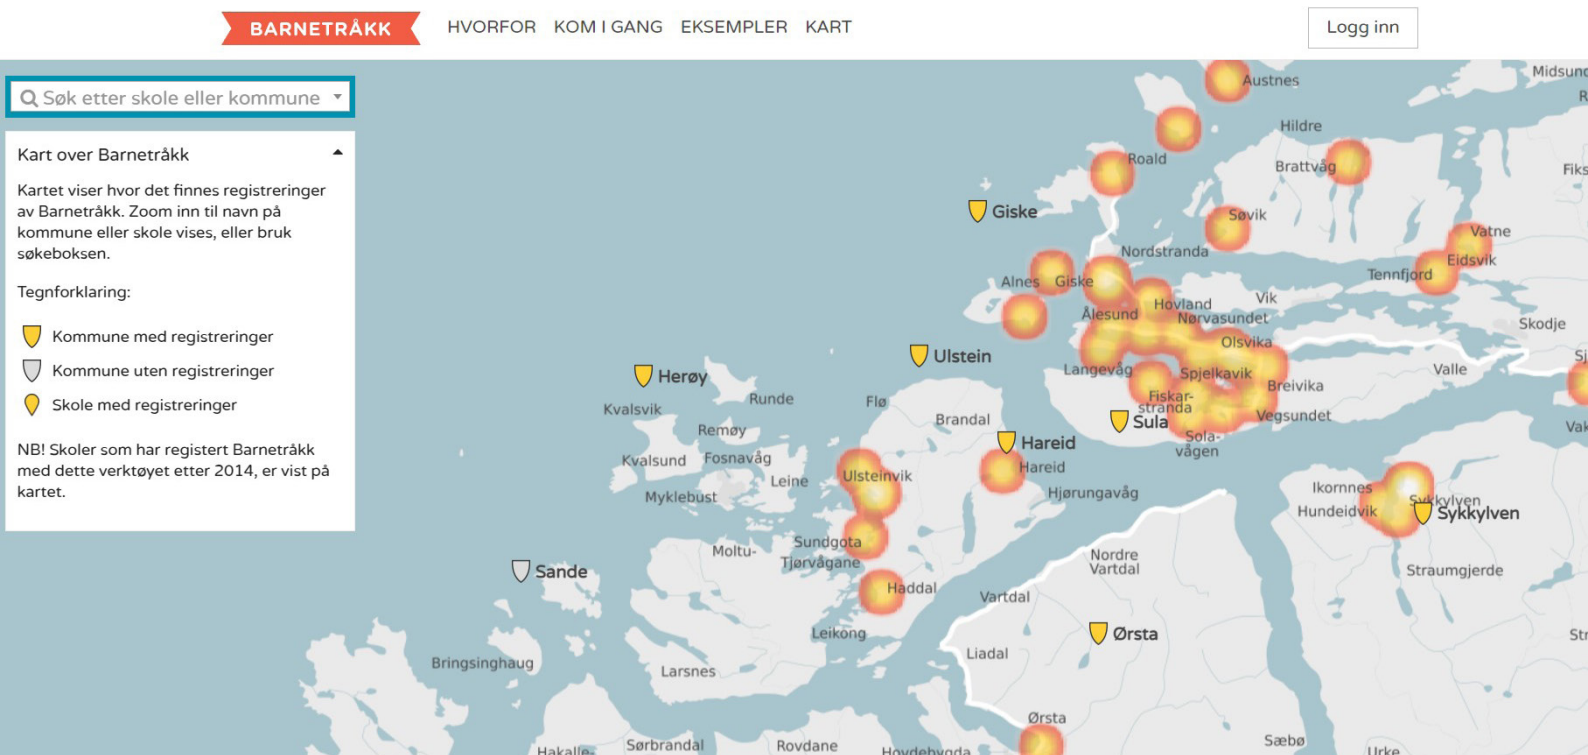 BARNETRÅKK
HVORFOR KOM I GANG EKSEMPLER KART
Logg inn
Søk etter skole eller kommune
Kart over Barnetråkk
Kartet viser hvor det finnes registreringer
av Barnetråkk. Zoom inn til navn på
kommune eller skole vises, eller bruk
søkeboksen.
Tegnforklaring:
Kommune med registreringer
Kommune uten registreringer
Skole med registreringer
NB! Skoler som har registert Barnetråkk
med dette verktøyet etter 2014, er vist på
kartet.
Austnes
Hildre
Roald
Brattvåg
Giske
Søvik
Vatne
Nordstranda
Eidsvik
Tennfjord
Alnes
Giske
Hovland
Vik
Ålesund
Nørvasundet
Skodje
Olsvika
Ulstein
Langevåg
Spjelkavik
Valle
Herøy
Breivika
Fiskar-
stranda
Runde
Flø
Kvalsvik
Vegsundet
Brandal
Sula
Remøy
Sola-
vågen
Hareid
Kvalsund
Fosnavåg
Hareid
Ulsteinvik
Leine
Ikornnes
Hjørungavåg
Myklebust
Sykkylven
Hundeidvik
Sykkylven
Sundgota
Moltu-
Nordre
Vartdal
Tjørvågane
Sande
Straumgjerde
Haddal
Vartdal
Leikong
Ørsta
Liadal
Bringsinghaug
Larsnes
Ørsta
Sæbø
Sørbrandal
Rovdane